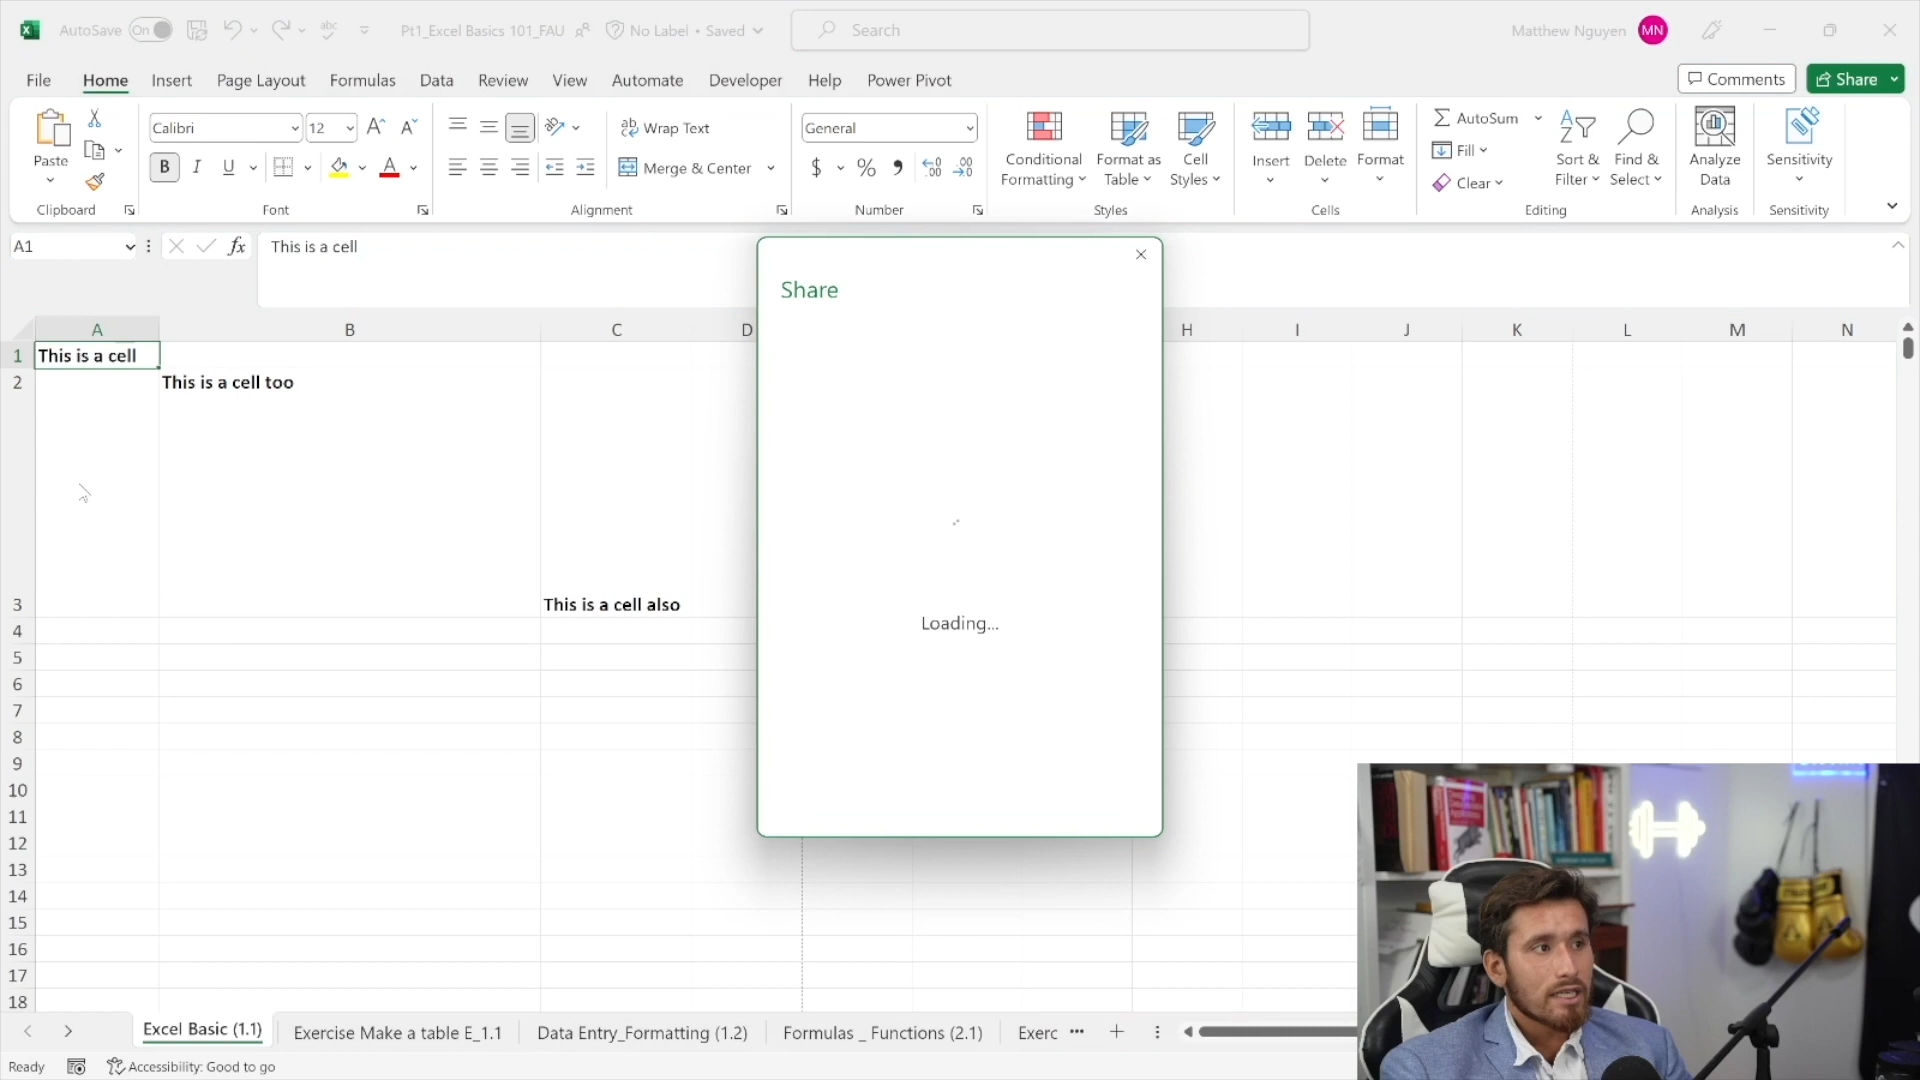 AutoSave On
Pt1_Excel Basics 101_FAU
No Label • Saved
Search
Matthew Nguyen MN
File Home Insert Page Layout Formulas Data Review View Automate Developer Help Power Pivot
Comments Share
Paste
Clipboard
Calibri 12
B I U A
Font
ab Wrap Text
Merge & Center
Alignment
General
$ % 9 .00 .00
Number
Conditional Formatting
Format as Table
Cell Styles
Styles
Insert Delete Format
Cells
AutoSum
Fill
Clear
Sort & Filter
Find & Select
Editing
Analyze Data
Analysis
Sensitivity
Sensitivity
A1 fx This is a cell
Share
Loading...
A B C D H I J K L M N
1 This is a cell
2 This is a cell too
3 This is a cell also
4
5
6
7
8
9
10
11
12
13
14
15
16
17
18
Excel Basic (1.1) Exercise Make a table E_1.1 Data Entry_Formatting (1.2) Formulas _ Functions (2.1) Exerc ...
Ready Accessibility: Good to go